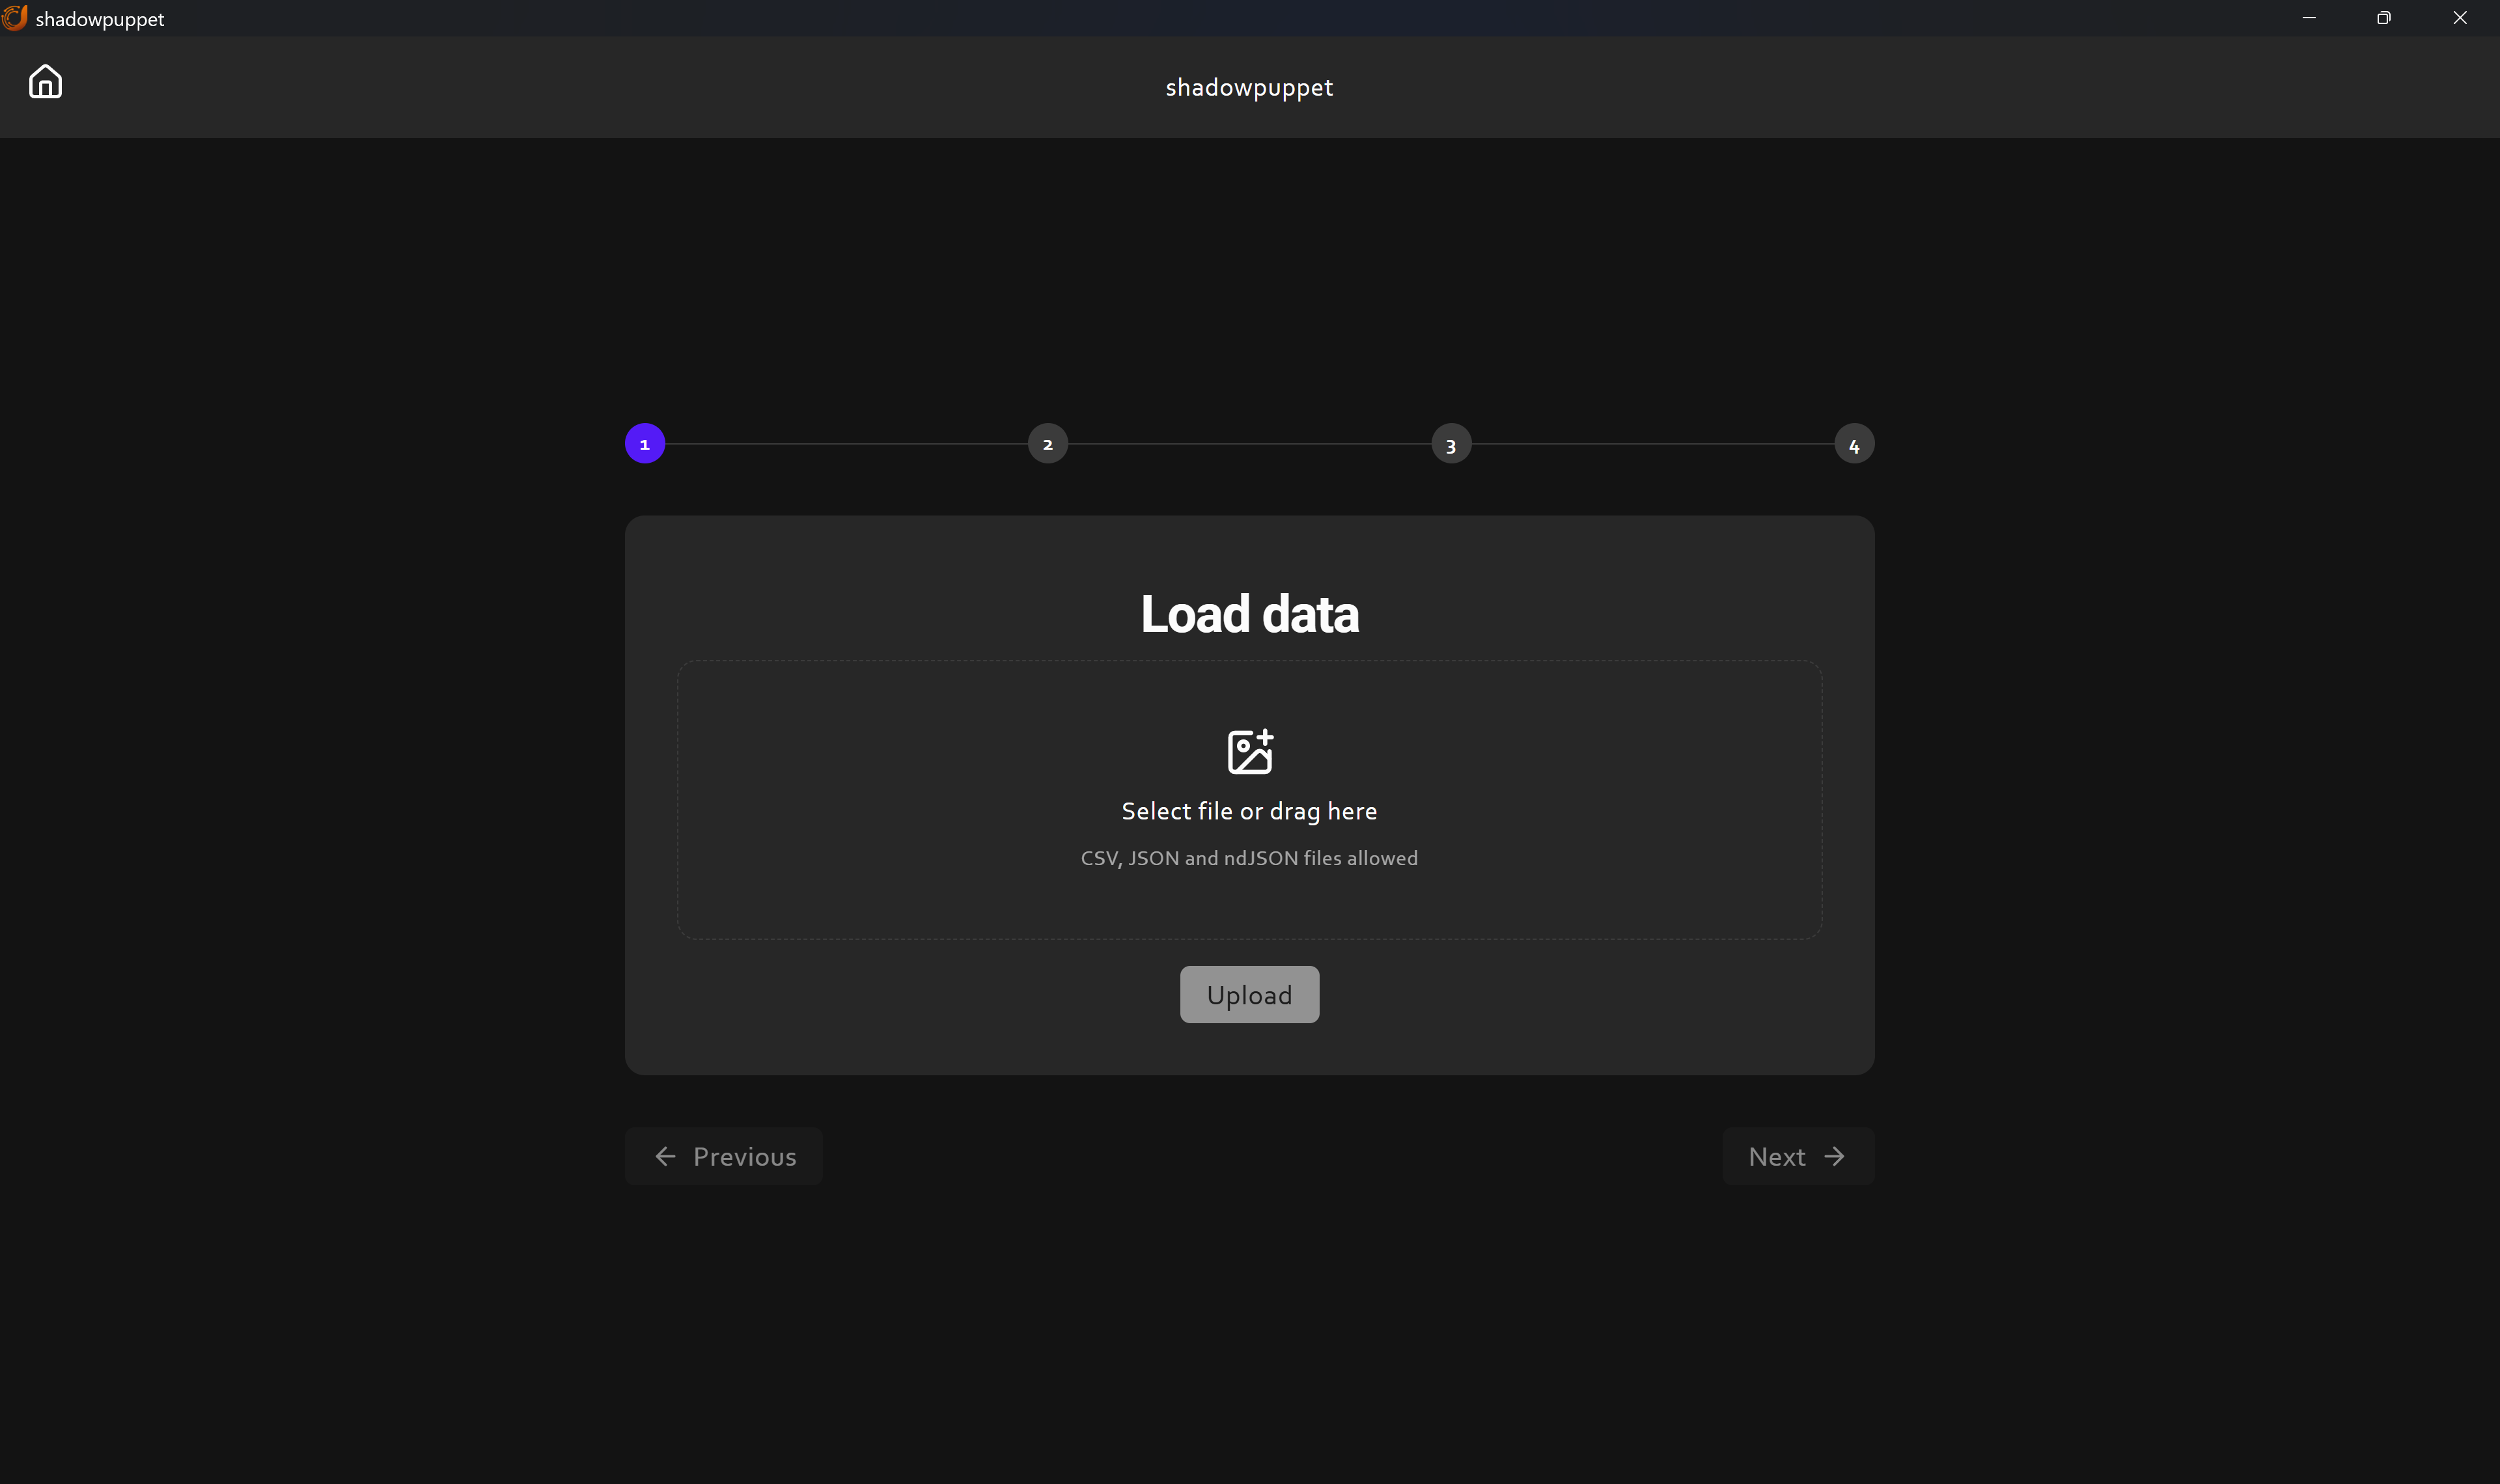 shadowpuppet
shadowpuppet
1 2 3 4
Load data
Select file or drag here
CSV, JSON and ndJSON files allowed
Upload
Previous
Next